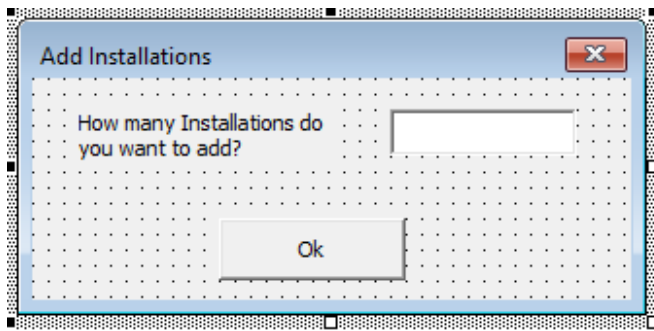 Add Installations
How many Installations do
you want to add?
Ok